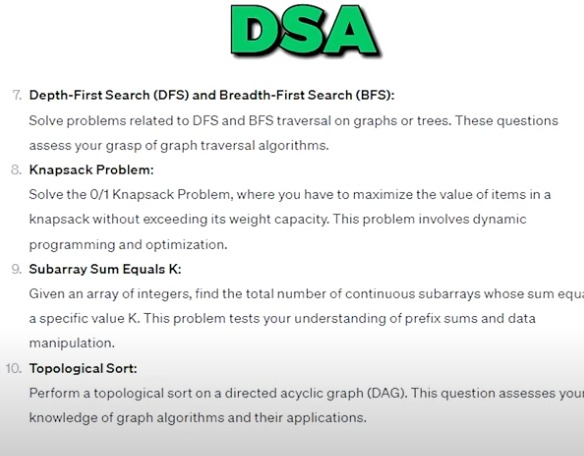 DSA
7. Depth-First Search (DFS) and Breadth-First Search (BFS):
Solve problems related to DFS and BFS traversal on graphs or trees. These questions
assess your grasp of graph traversal algorithms.
8. Knapsack Problem:
Solve the 0/1 Knapsack Problem, where you have to maximize the value of items in a
knapsack without exceeding its weight capacity. This problem involves dynamic
programming and optimization.
9. Subarray Sum Equals K:
Given an array of integers, find the total number of continuous subarrays whose sum equa
a specific value K. This problem tests your understanding of prefix sums and data
manipulation.
10. Topological Sort:
Perform a topological sort on a directed acyclic graph (DAG). This question assesses your
knowledge of graph algorithms and their applications.